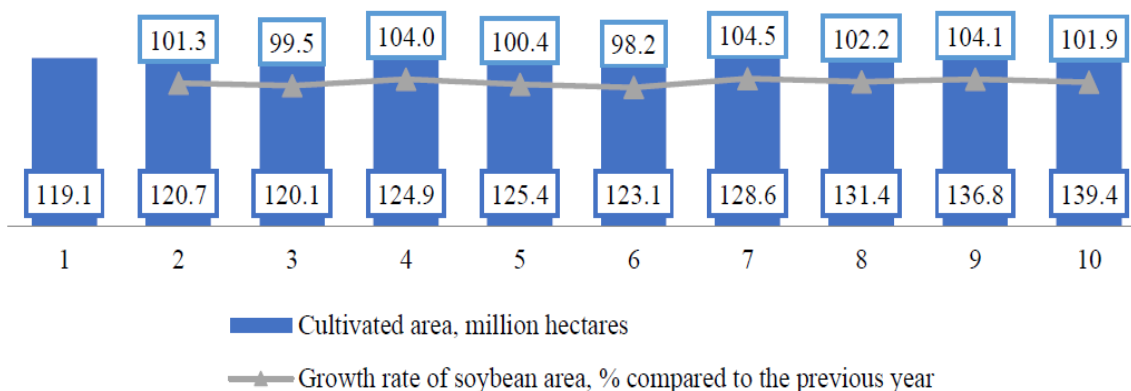 101.3 99.5 104.0 100.4 98.2 104.5 102.2 104.1 101.9
119.1 120.7 120.1 124.9 125.4 123.1 128.6 131.4 136.8 139.4
1 2 3 4 5 6 7 8 9 10
Cultivated area, million hectares
Growth rate of soybean area, % compared to the previous year